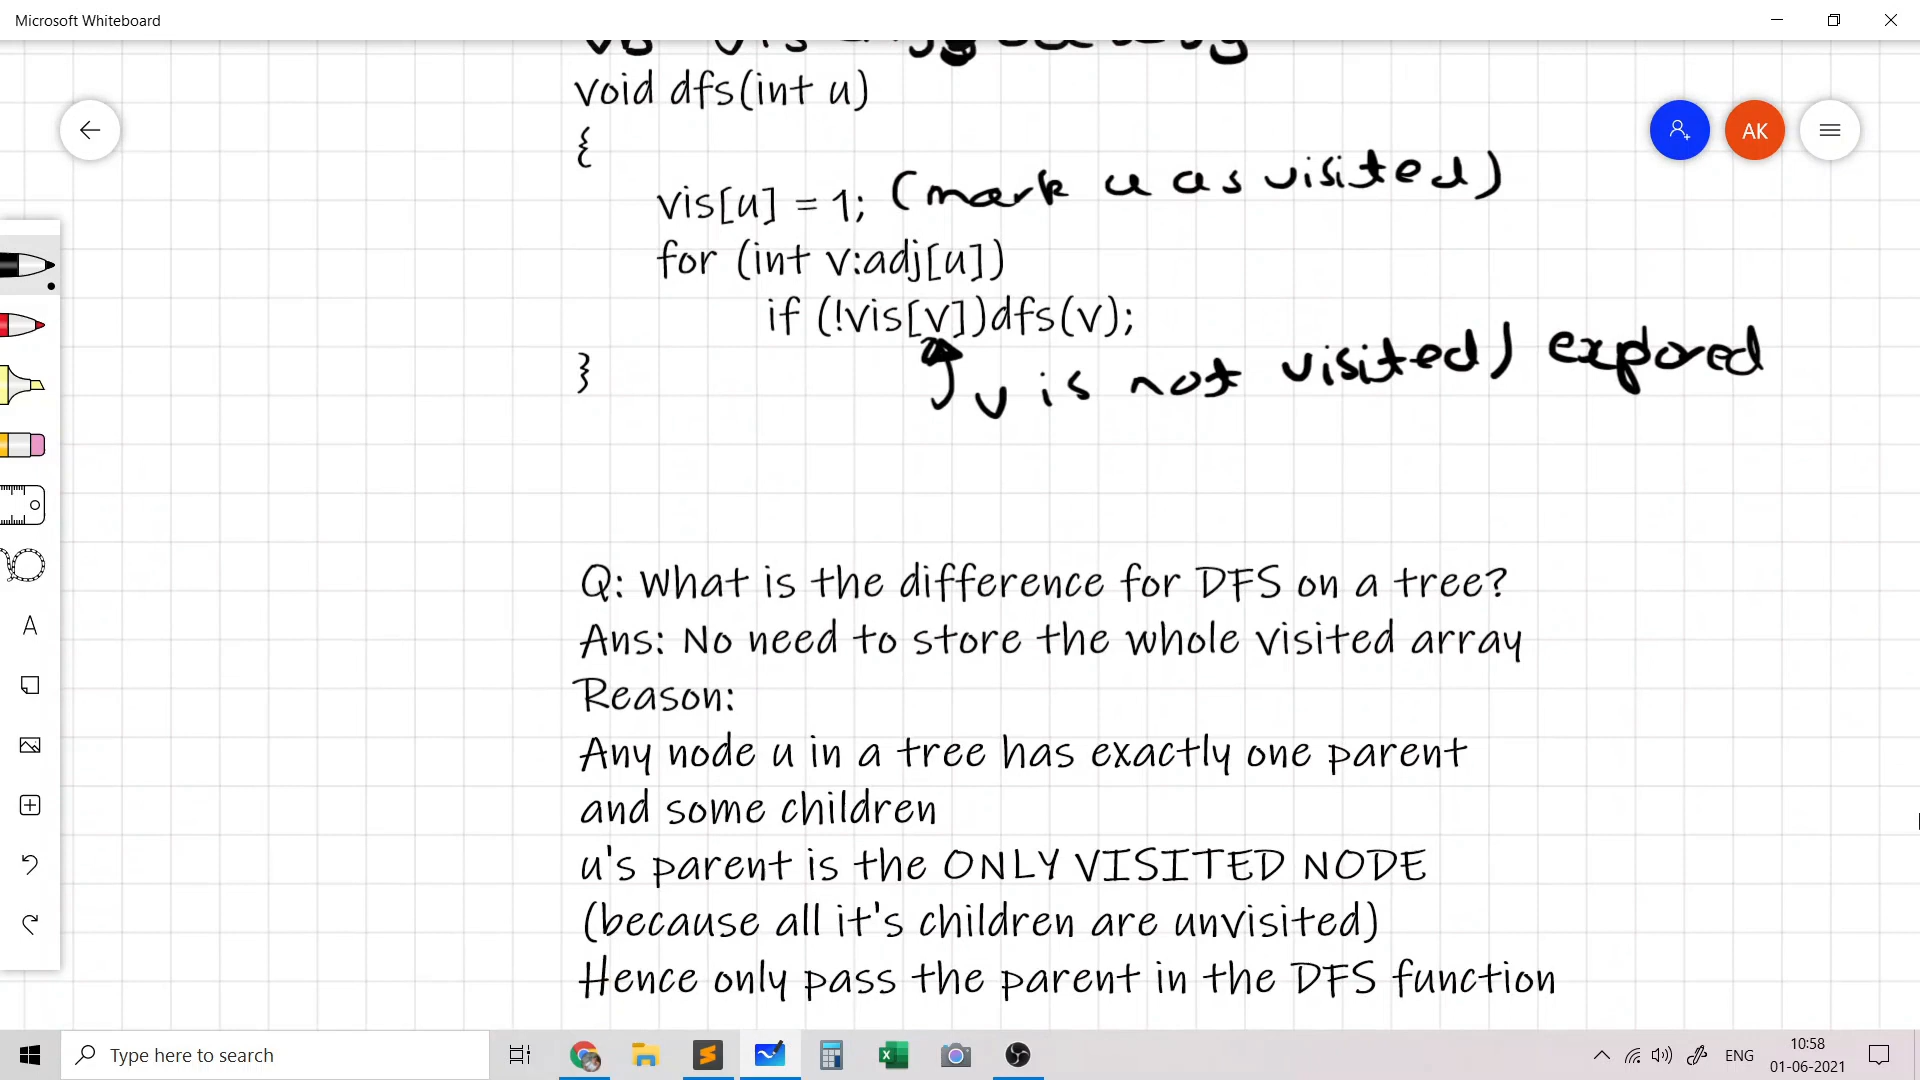 Microsoft Whiteboard
void dfs(int u)
{
vis[u] = 1; (mark u as visited)
for (int v:adj[u])
if (!vis[v])dfs(v);
}
v is not visited) explored
AK
Q: What is the difference for DFS on a tree?
Ans: No need to store the whole visited array
Reason:
Any node u in a tree has exactly one parent
and some children
u's parent is the ONLY VISITED NODE
(because all it's children are unvisited)
Hence only pass the parent in the DFS function
A
Type here to search
ENG
10:58
01-06-2021